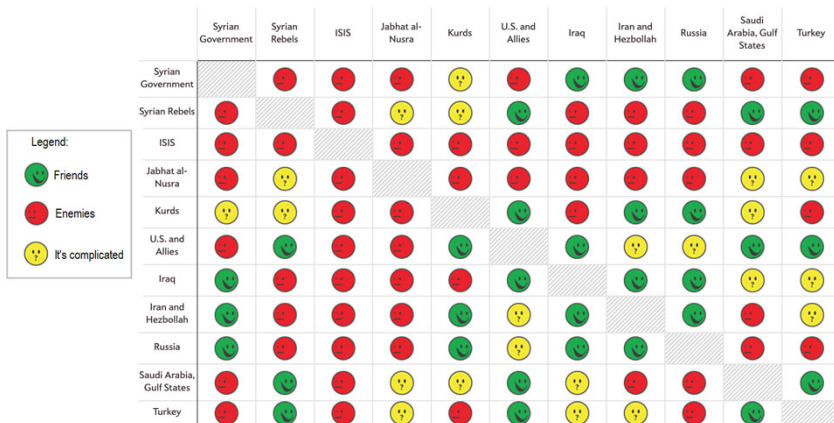 Syrian Government
Syrian Rebels
ISIS
Jabhat al-Nusra
Kurds
U.S. and Allies
Iraq
Iran and Hezbollah
Russia
Saudi Arabia, Gulf States
Turkey
Syrian Government
Syrian Rebels
ISIS
Jabhat al-Nusra
Kurds
U.S. and Allies
Iraq
Iran and Hezbollah
Russia
Saudi Arabia, Gulf States
Turkey
Legend:
Friends
Enemies
It's complicated